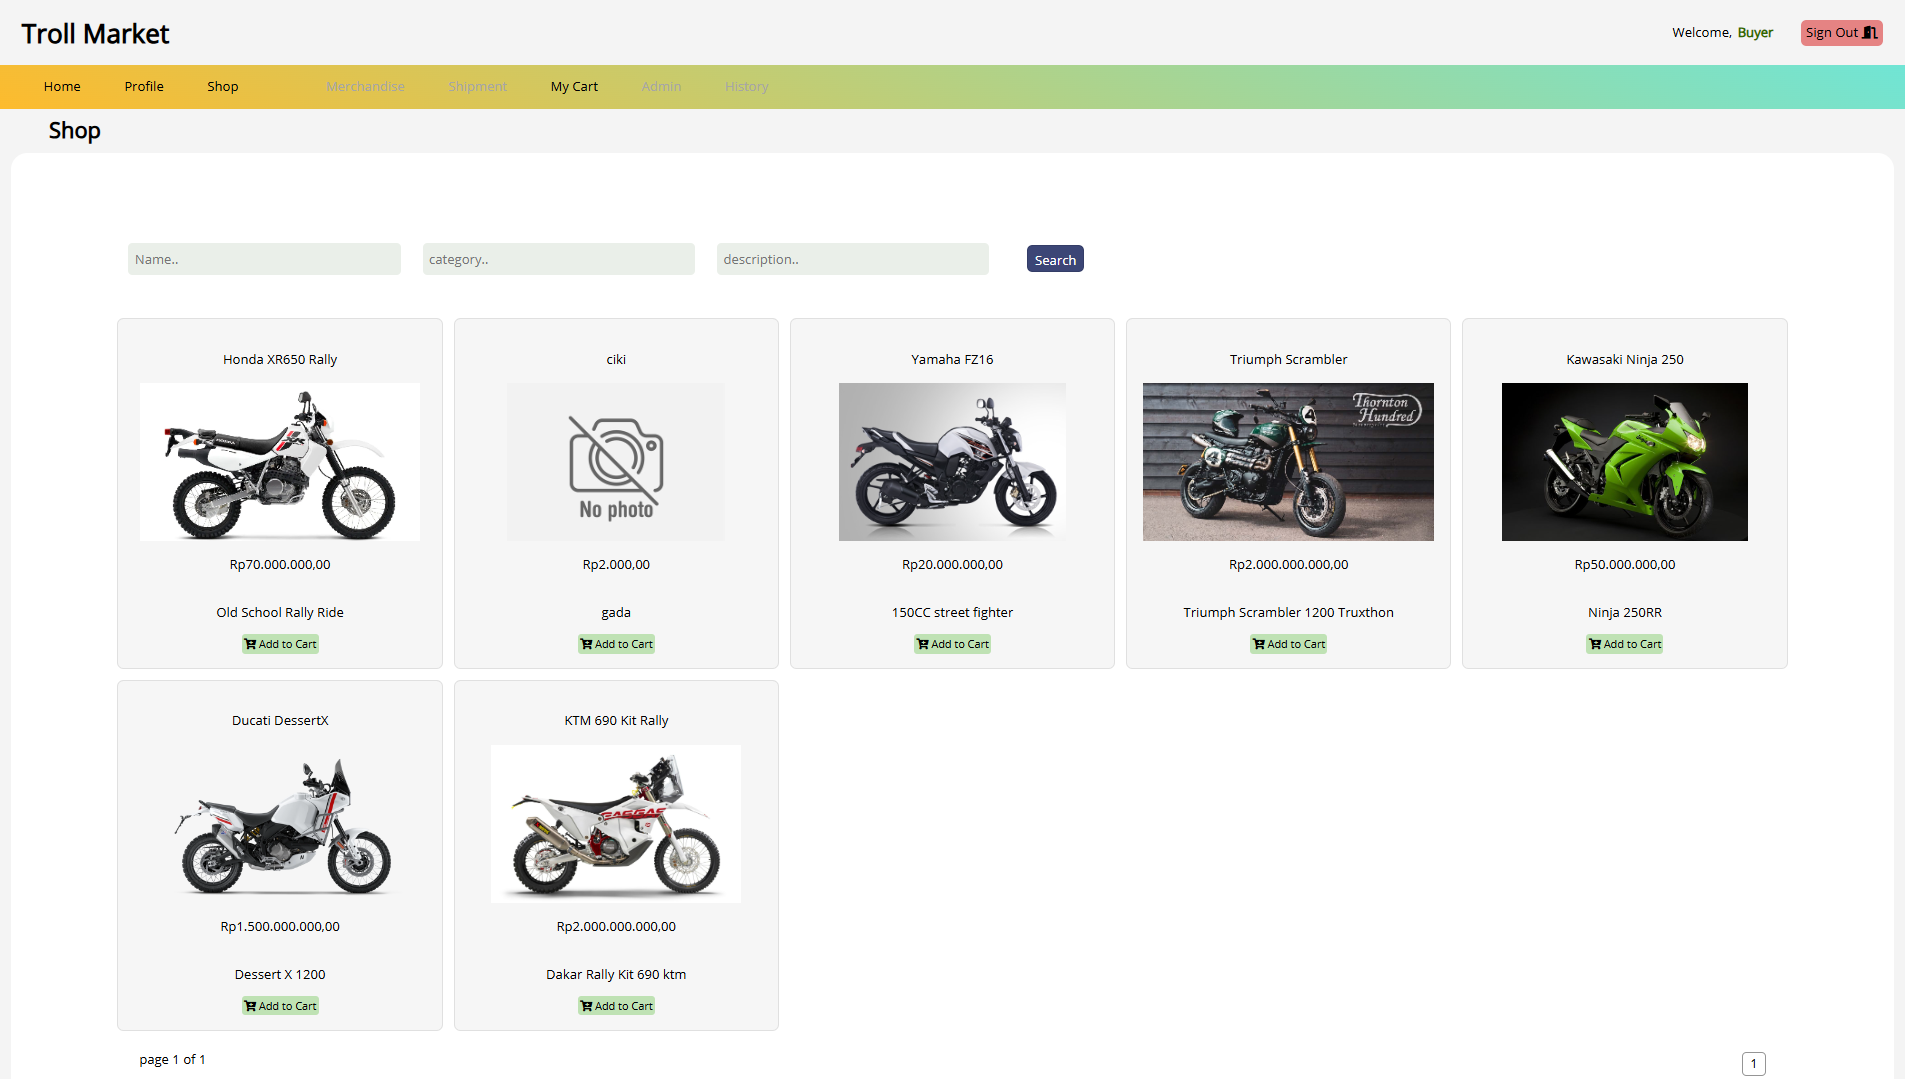 Troll Market
Welcome, Buyer
Sign Out
Home Profile Shop Merchandise Shipment My Cart Admin History
Shop
Name.. category.. description.. Search
Honda XR650 Rally
Rp70.000.000,00
Old School Rally Ride
Add to Cart
ciki
No photo
Rp2.000,00
gada
Add to Cart
Yamaha FZ16
Rp20.000.000,00
150CC street fighter
Add to Cart
Triumph Scrambler
Thornton
Hundred
Rp2.000.000.000,00
Triumph Scrambler 1200 Truxthon
Add to Cart
Kawasaki Ninja 250
Rp50.000.000,00
Ninja 250RR
Add to Cart
Ducati DessertX
Rp1.500.000.000,00
Dessert X 1200
Add to Cart
KTM 690 Kit Rally
GASGAS
Rp2.000.000.000,00
Dakar Rally Kit 690 ktm
Add to Cart
page 1 of 1
1